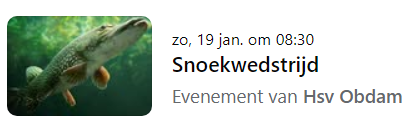 zo, 19 jan. om 08:30
Snoekwedstrijd
Evenement van Hsv Obdam